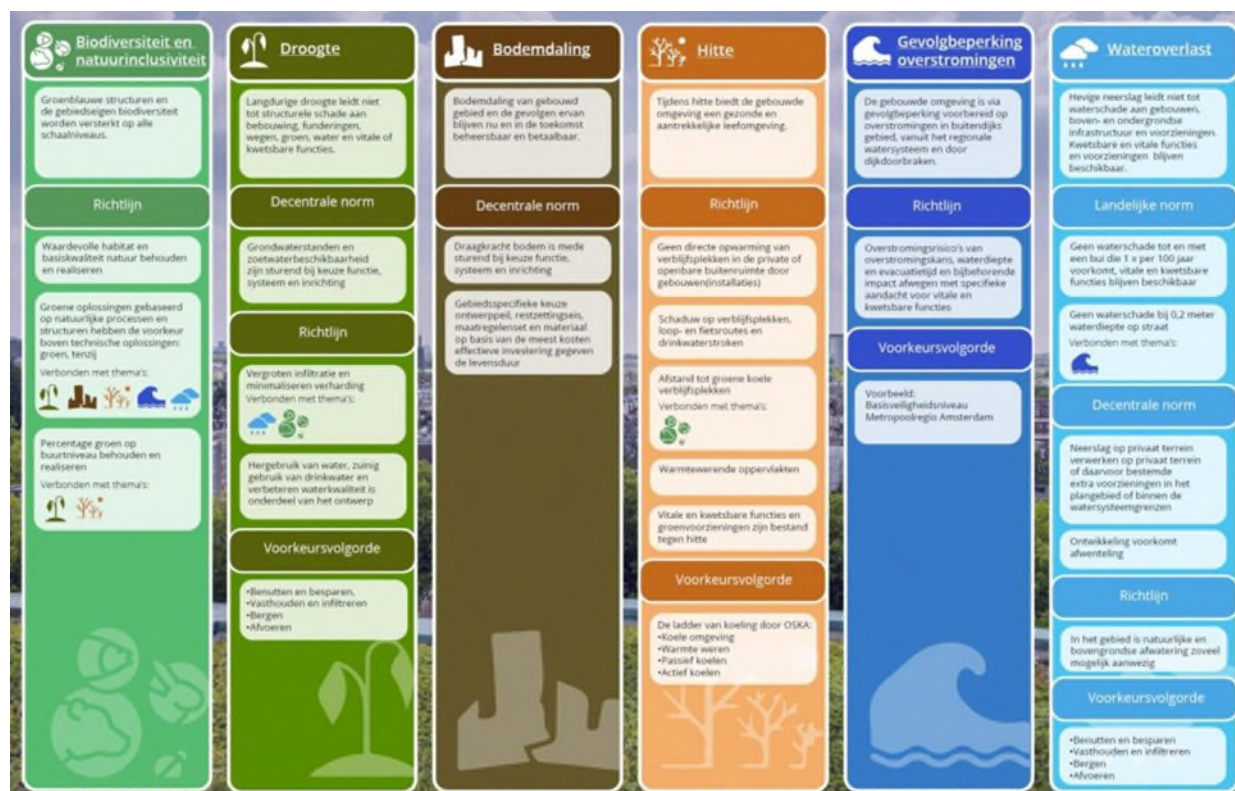 Biodiversiteit en
natuurinclusiviteit
Groenblauwe structuren en
de gebiedseigen biodiversiteit
worden versterkt op alle
schaalniveaus.
Richtlijn
Waardevolle habitat en
basiskwaliteit natuur behouden
en realiseren
Groene oplossingen gebaseerd
op natuurlijke processen en
structuren hebben de voorkeur
boven technische oplossingen:
groen, tenzij
Verbonden met thema's:
Percentage groen op
buurtniveau behouden en
realiseren
Verbonden met thema's:
Droogte
Langdurige droogte leidt niet
tot structurele schade aan
bebouwing, funderingen,
wegen, groen, water en vitale of
kwetsbare functies.
Decentrale norm
Grondwaterstanden en
zoetwaterbeschikbaarheid
zijn sturend bij keuze functie,
systeem en inrichting
Richtlijn
Vergroten infiltratie en
minimaliseren verharding
Verbonden met thema's:
Hergebruik van water, zuinig
gebruik van drinkwater en
verbeteren waterkwaliteit is
onderdeel van het ontwerp
Voorkeursvolgorde
•Benutten en besparen,
•Vasthouden en infiltreren
•Bergen
•Afvoeren
Bodemdaling
Bodemdaling van gebouwd
gebied en de gevolgen ervan
blijven nu en in de toekomst
beheersbaar en betaalbaar.
Decentrale norm
Draagkracht bodem is mede
sturend bij keuze functie,
systeem en inrichting
Gebiedsspecifieke keuze
ontwerppeil, restzettingseis,
maatregelenset en materiaal
op basis van de meest kosten
effectieve investering gegeven
de levensduur
Hitte
Tijdens hitte biedt de gebouwde
omgeving een gezonde en
aantrekkelijke leefomgeving.
Richtlijn
Geen directe opwarming van
verblijfsplekken in de private of
openbare buitenruimte door
gebouwen(installaties)
Schaduw op verblijfsplekken,
loop- en fietsroutes en
drinkwaterstroken
Afstand tot groene koele
verblijfsplekken
Verbonden met thema's:
Warmtewerende oppervlakten
Vitale en kwetsbare functies en
groenvoorzieningen zijn bestand
tegen hitte
Voorkeursvolgorde
De ladder van koeling door OSKA:
•Koele omgeving
•Warmte weren
•Passief koelen
•Actief koelen
Gevolgbeperking
overstromingen
De gebouwde omgeving is via
gevolgbeperking voorbereid op
overstromingen in buitendijks
gebied, vanuit het regionale
watersysteem en door
dijkdoorbraken.
Richtlijn
Overstromingsrisico's van
overstromingskans, waterdiepte
en evacuatietijd en bijbehorende
impact afwegen met specifieke
aandacht voor vitale en
kwetsbare functies
Voorkeursvolgorde
Voorbeeld:
Basisveiligheidsniveau
Metropoolregio Amsterdam
Wateroverlast
Hevige neerslag leidt niet tot
waterschade aan gebouwen,
boven- en ondergrondse
infrastructuur en voorzieningen.
Kwetsbare en vitale functies
en voorzieningen blijven
beschikbaar.
Landelijke norm
Geen waterschade tot en met
een bui die 1 x per 100 jaar
voorkomt, vitale en kwetsbare
functies blijven beschikbaar
Geen waterschade bij 0,2 meter
waterdiepte op straat
Verbonden met thema's:
Decentrale norm
Neerslag op privaat terrein
verwerken op privaat terrein
of daarvoor bestemde
extra voorzieningen in het
plangebied of binnen de
watersysteemgrenzen
Ontwikkeling voorkomt
afwenteling
Richtlijn
In het gebied is natuurlijke en
bovengrondse afwatering zoveel
mogelijk aanwezig
Voorkeursvolgorde
•Benutten en besparen
•Vasthouden en infiltreren
•Bergen
•Afvoeren